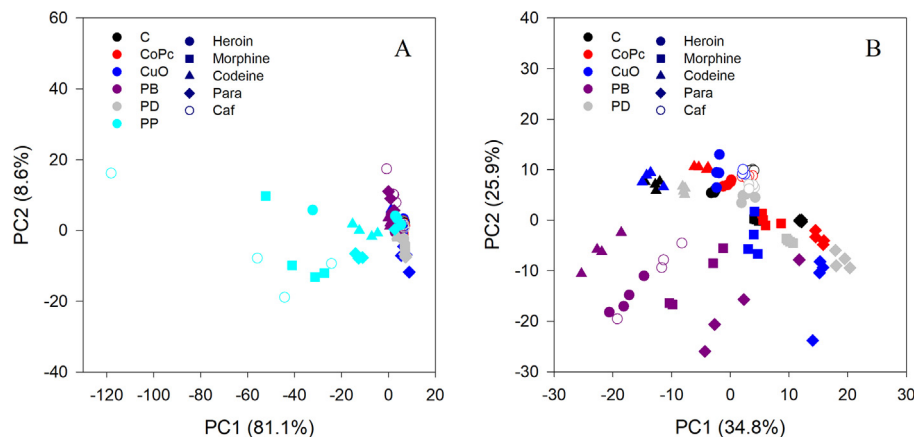 A
C
CoPc
CuO
PB
PD
PP
Heroin
Morphine
Codeine
Para
Caf
PC2 (8.6%)
60
40
20
0
-20
-40
-120 -100 -80 -60 -40 -20 0 20
PC1 (81.1%)
B
C
CoPc
CuO
PB
PD
Heroin
Morphine
Codeine
Para
Caf
PC2 (25.9%)
40
30
20
10
0
-10
-20
-30
-30 -20 -10 0 10 20 30
PC1 (34.8%)